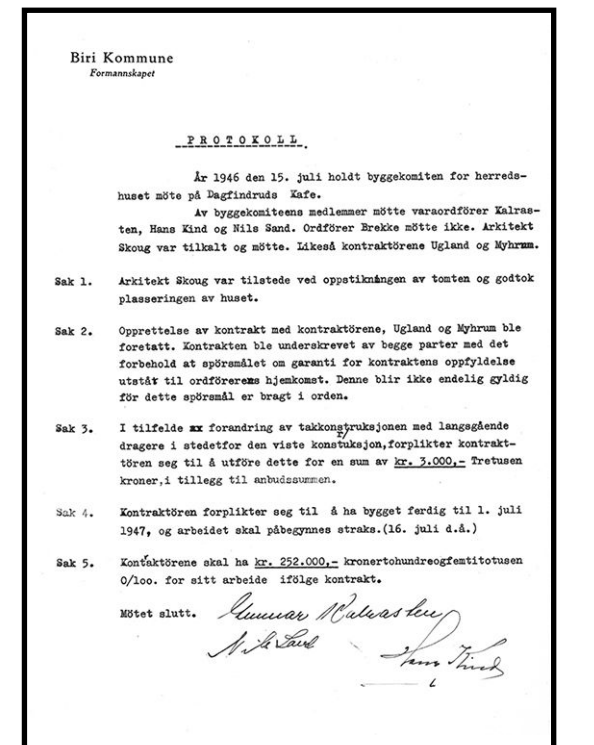 Biri Kommune
Formannskapet
PROTOKOLL.
År 1946 den 15. juli holdt byggekomiten for herreds-
huset möte på Dagfindruds Kafe.
Av byggekomiteens medlemmer mötte varaordförer Kalras-
ten, Hans Kind og Nils Sand. Ordförer Brekke mötte ikke. Arkitekt
Skoug var tilkalt og mötte. Likeså kontraktörene Ugland og Myhrum.
Sak 1. Arkitekt Skoug var tilstede ved oppstikningen av tomten og godtok
plasseringen av huset.
Sak 2. Opprettelse av kontrakt med kontraktörene, Ugland og Myhrum ble
foretatt. Kontrakten ble underskrevet av begge parter med det
forbehold at spörsmålet om garanti for kontraktens oppfyldelse
utstår til ordförerens hjemkomst. Denne blir ikke endelig gyldig
för dette spörsmål er bragt i orden.
Sak 3. I tilfelde xx forandring av takkonstruksjonen med langsgående
dragere i stedetfor den viste konstruksjon,forplikter kontrakt-
tören seg til å utföre dette for en sum av kr. 3.000,- Tretusen
kroner,i tillegg til anbudssummen.
Sak 4. Kontraktören forplikter seg til å ha bygget ferdig til 1. juli
1947, og arbeidet skal påbegynnes straks.(16. juli d.å.)
Sak 5. Kontraktörene skal ha kr. 252.000,- kronertohundreogfemtitotusen
0/loo. for sitt arbeide ifölge kontrakt.
Mötet slutt. Gunnar Kalrasten
Nils Sand
Hans Kind